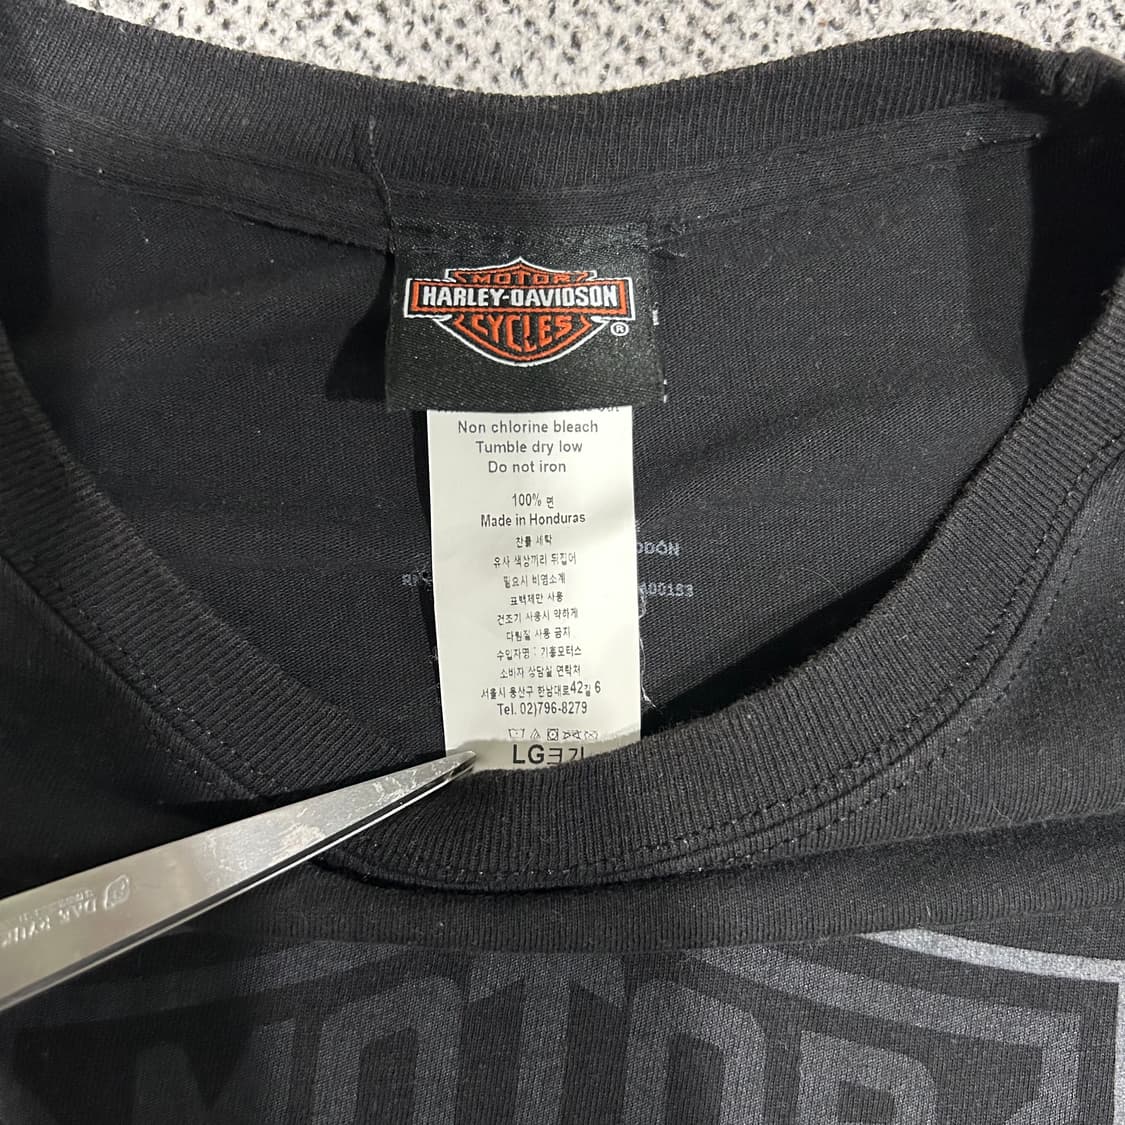 MOTOR
HARLEY-DAVIDSON
CYCLES
®
Non chlorine bleach
Tumble dry low
Do not iron
100% 면
Made in Honduras
찬물 세탁
유사 색상끼리 뒤집어
필요시 비염소계
표백제만 사용
건조기 사용시 약하게
다림질 사용 금지
수입자명 : 기흥모터스
소비자 상담실 연락처
서울시 용산구 한남대로42길 6
Tel. 02)796-8279
LG크기
MOTOR